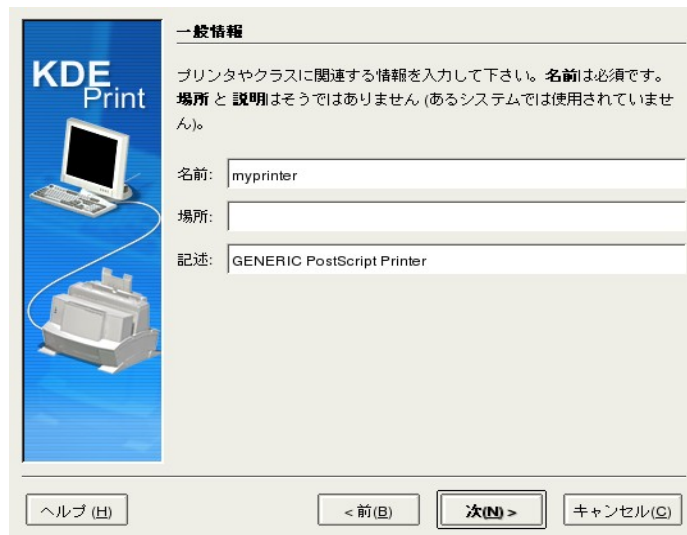 一般情報
KDE
Print
プリンタやクラスに関連する情報を入力して下さい。名前は必須です。
場所 と 説明はそうではありません (あるシステムでは使用されていませ
ん)。
名前: myprinter
場所:
記述: GENERIC PostScript Printer
ヘルプ (H) < 前(B) 次(N) > キャンセル(C)